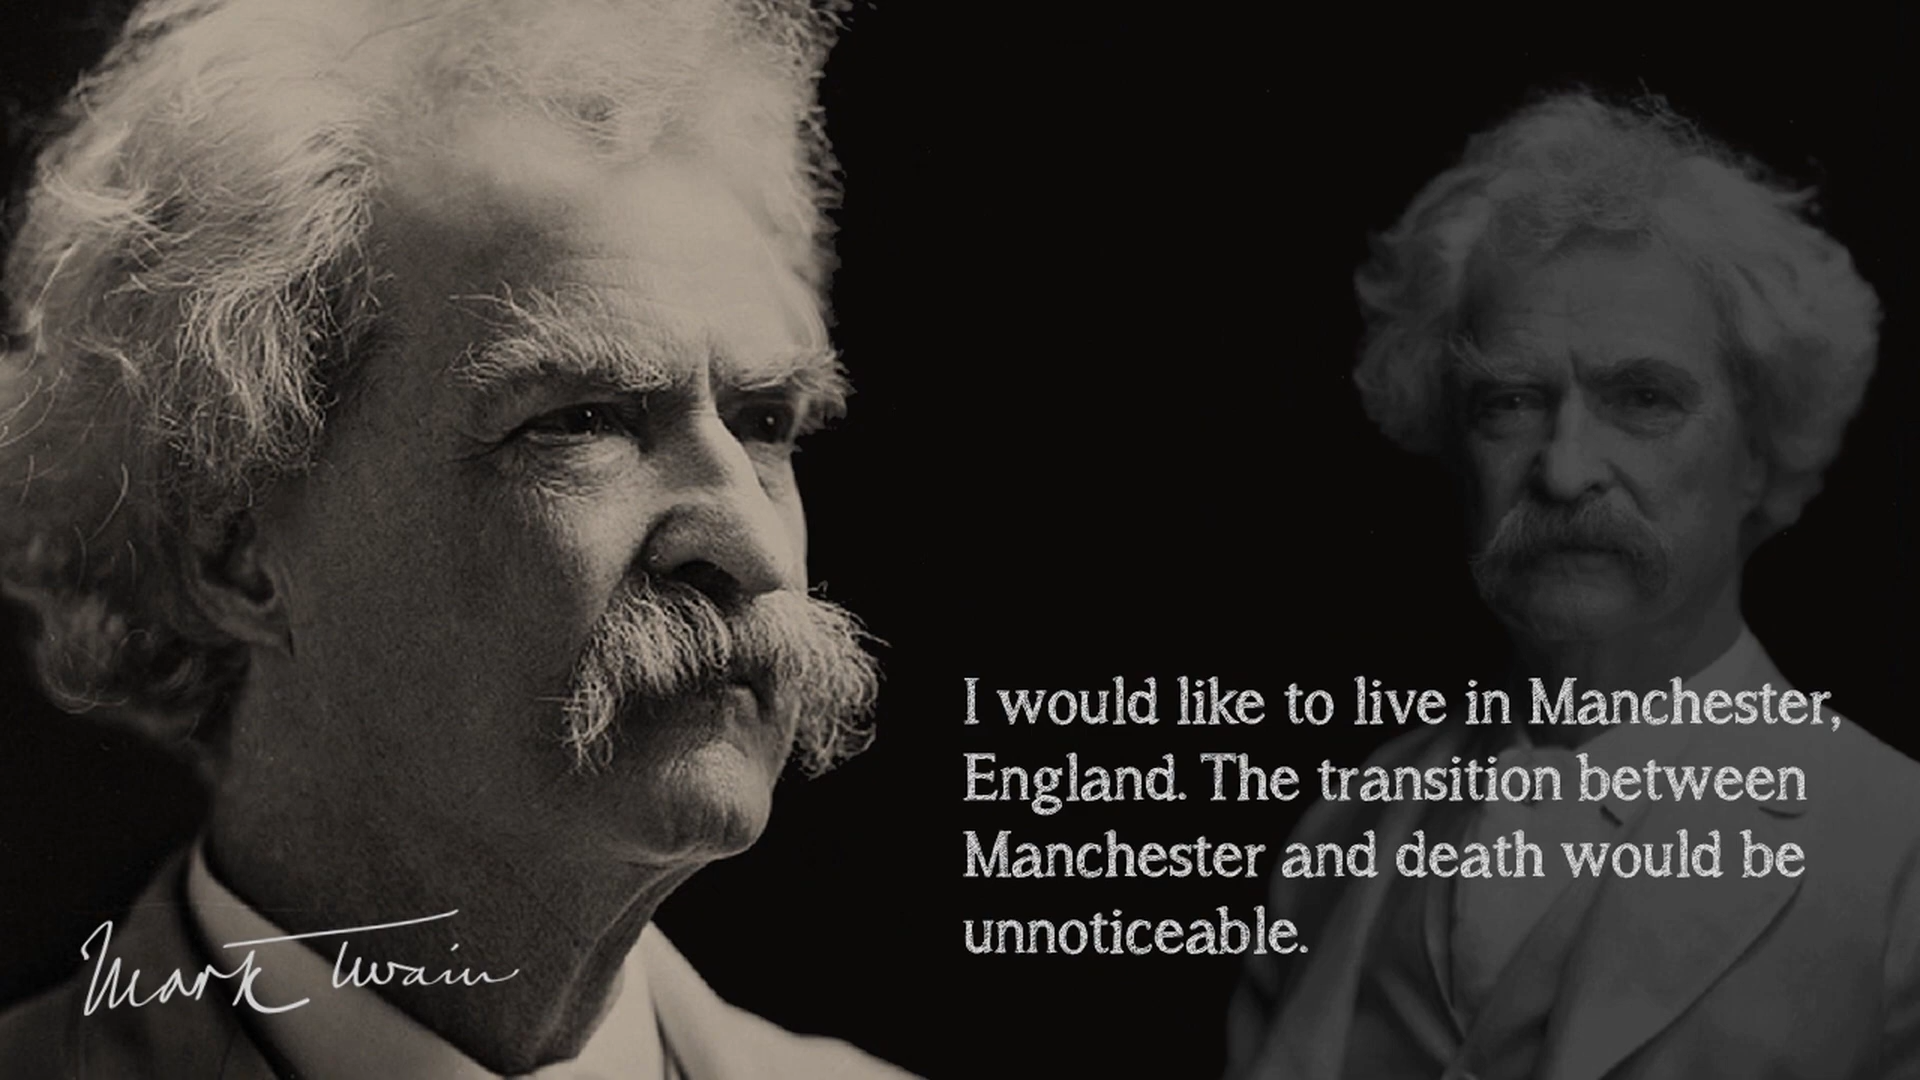 I would like to live in Manchester,
England. The transition between
Manchester and death would be
unnoticeable.
Mark Twain